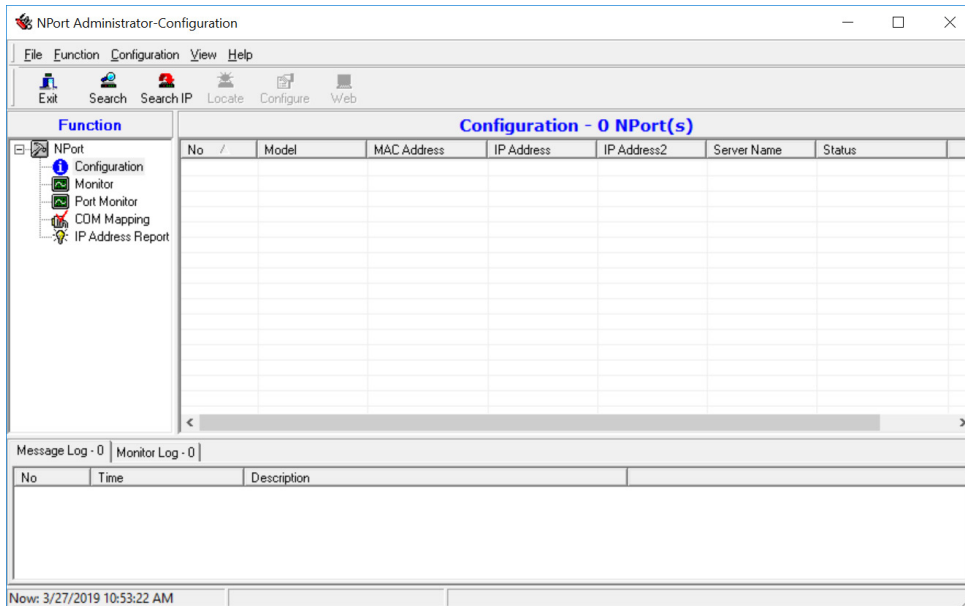 NPort Administrator-Configuration
File Function Configuration View Help
Exit Search Search IP Locate Configure Web
Function
Configuration - 0 NPort(s)
NPort
Configuration
Monitor
Port Monitor
COM Mapping
IP Address Report
No Model MAC Address IP Address IP Address2 Server Name Status
Message Log - 0 Monitor Log - 0
No Time Description
Now: 3/27/2019 10:53:22 AM